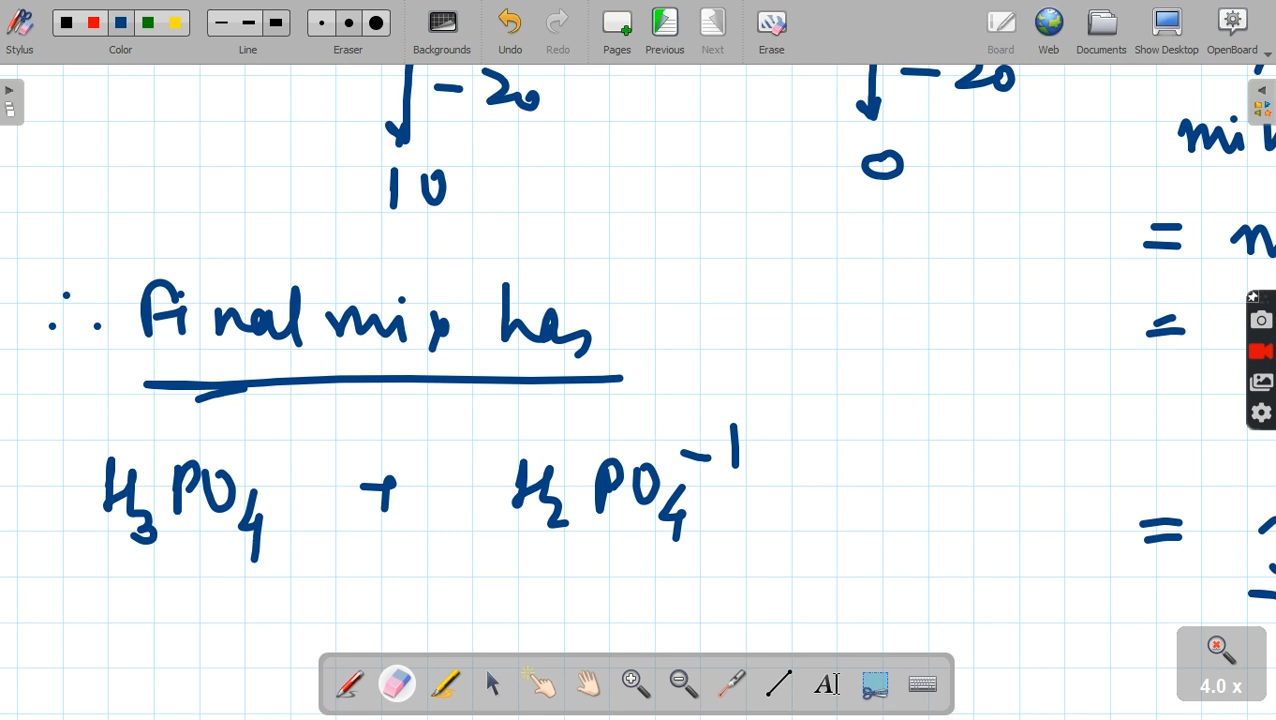 Stylus Color Line Eraser Backgrounds Undo Redo Pages Previous Next Erase Board Web Documents Show Desktop OpenBoard
- 20 - 20
10 0
=
∴ Final mix has
=
H₃PO₄ + H₂PO₄⁻¹
=
4.0 x